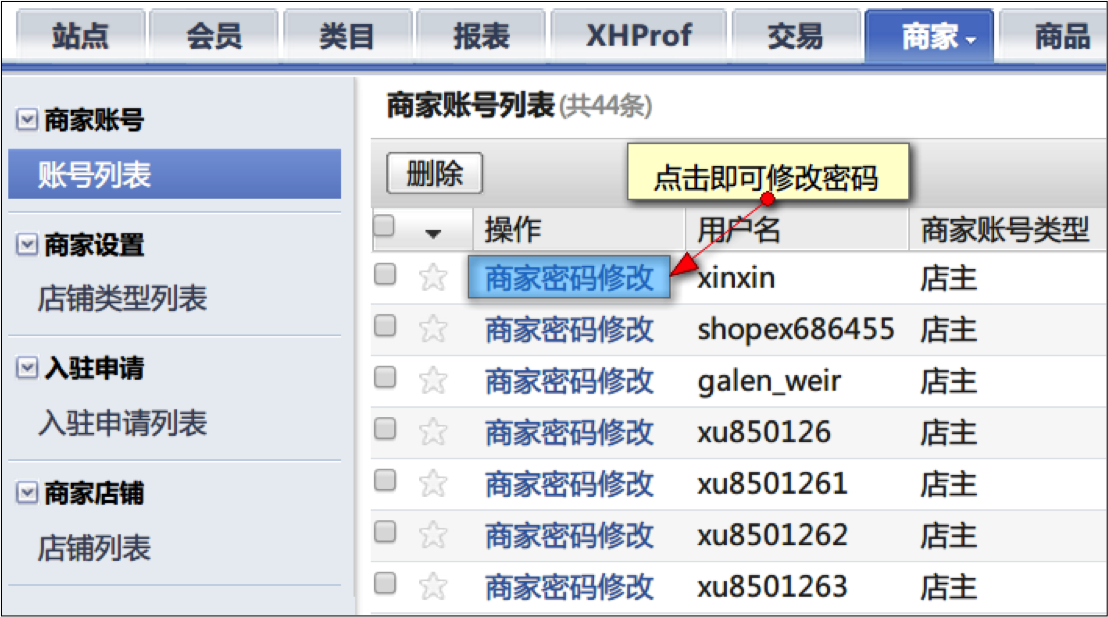 站点 会员 类目 报表 XHProf 交易 商家 商品
商家账号
账号列表
商家设置
店铺类型列表
入驻申请
入驻申请列表
商家店铺
店铺列表
商家账号列表(共44条)
删除
点击即可修改密码
操作 用户名 商家账号类型
商家密码修改 xinxin 店主
商家密码修改 shopex686455 店主
商家密码修改 galen_weir 店主
商家密码修改 xu850126 店主
商家密码修改 xu8501261 店主
商家密码修改 xu8501262 店主
商家密码修改 xu8501263 店主